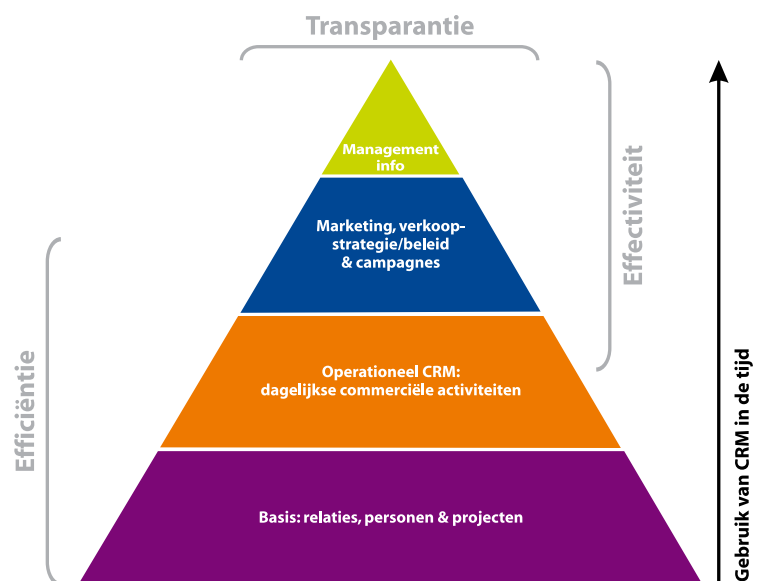 Transparantie
Management
info
Marketing, verkoop-
strategie/beleid
& campagnes
Effectiviteit
Operationeel CRM:
dagelijkse commerciële activiteiten
Efficiëntie
Basis: relaties, personen & projecten
Gebruik van CRM in de tijd